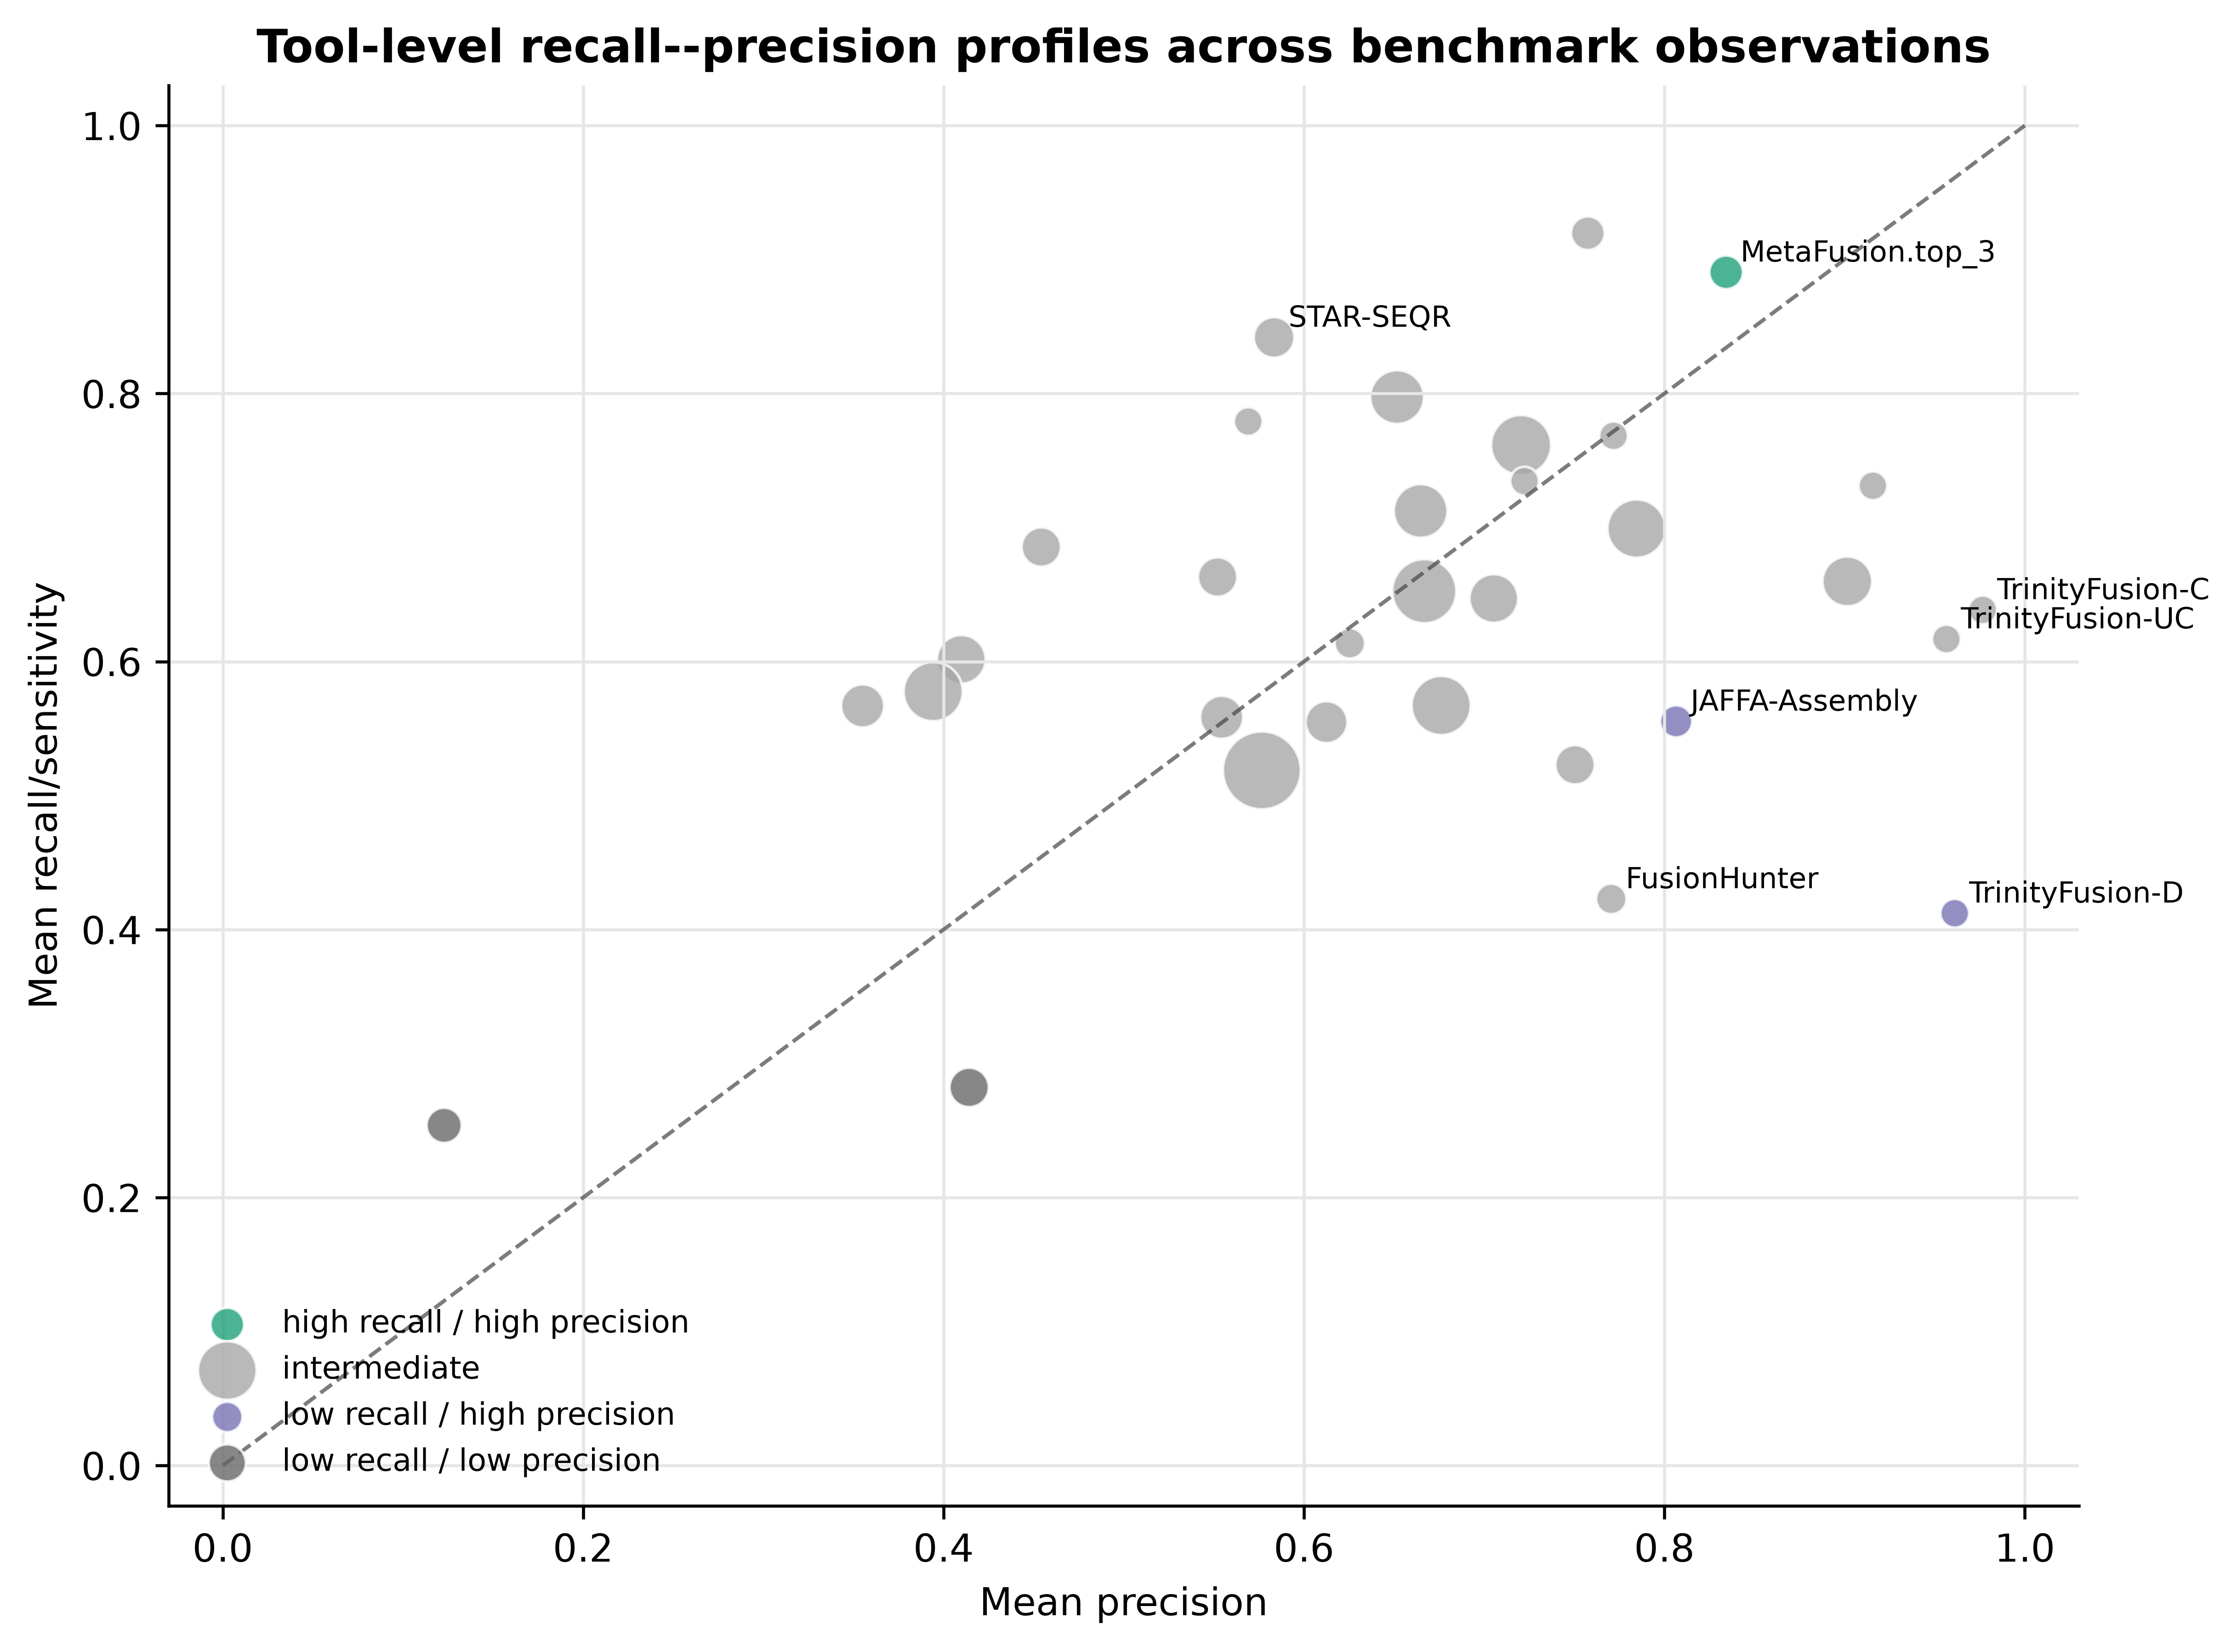 Tool-level recall--precision profiles across benchmark observations
1.0
0.8
0.6
0.4
0.2
0.0
Mean recall/sensitivity
MetaFusion.top_3
STAR-SEQR
TrinityFusion-C
TrinityFusion-UC
JAFFA-Assembly
FusionHunter
TrinityFusion-D
high recall / high precision
intermediate
low recall / high precision
low recall / low precision
0.0
0.2
0.4
0.6
0.8
1.0
Mean precision